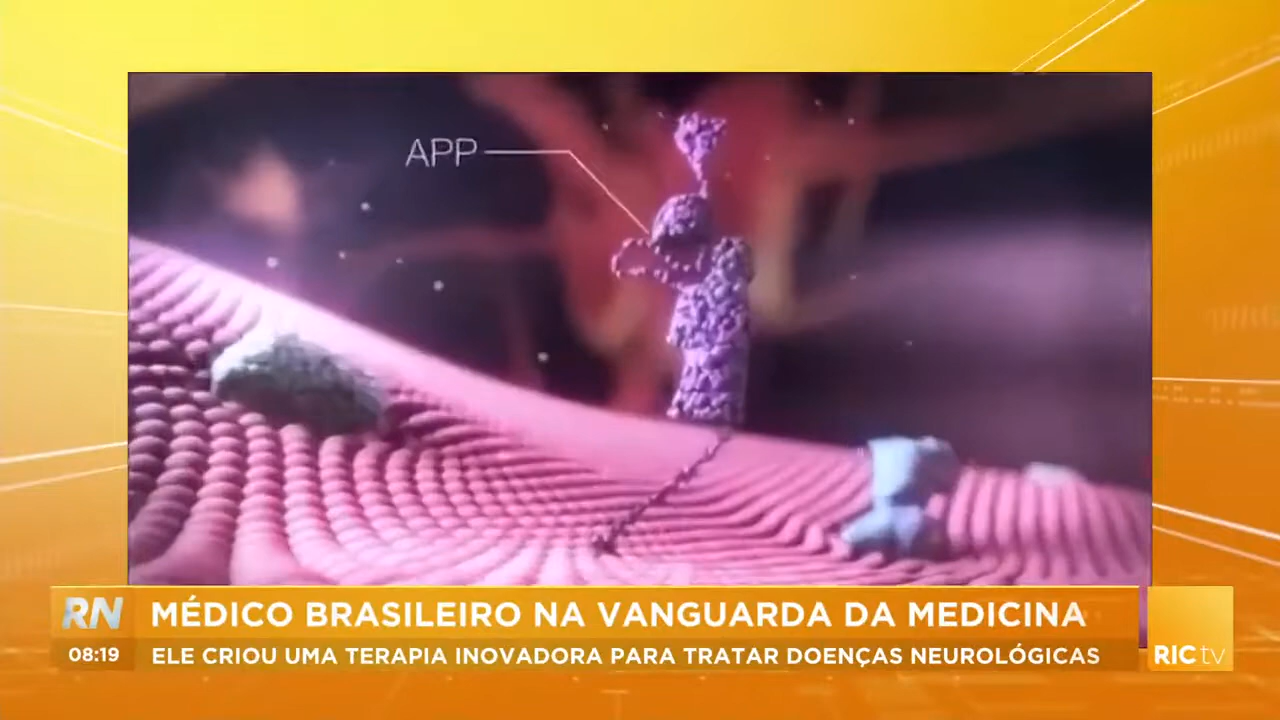 APP
RN
MÉDICO BRASILEIRO NA VANGUARDA DA MEDICINA
08:19
ELE CRIOU UMA TERAPIA INOVADORA PARA TRATAR DOENÇAS NEUROLÓGICAS
RICtv